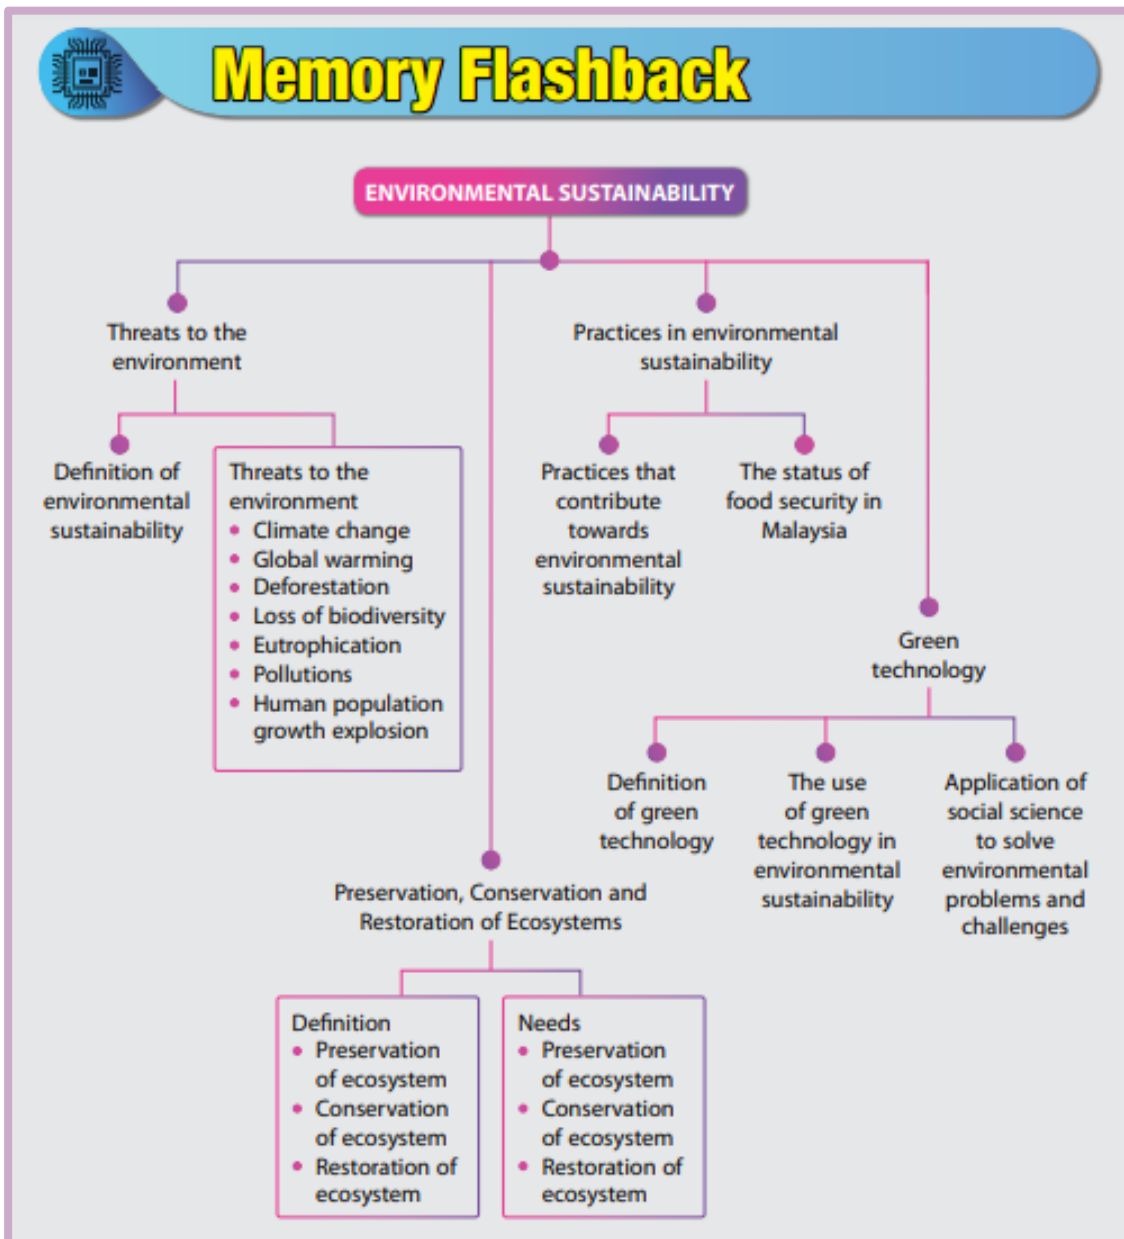 Memory Flashback
ENVIRONMENTAL SUSTAINABILITY
Threats to the
environment
Definition of
environmental
sustainability
Threats to the
environment
• Climate change
• Global warming
• Deforestation
• Loss of biodiversity
• Eutrophication
• Pollutions
• Human population
growth explosion
Preservation, Conservation and
Restoration of Ecosystems
Definition
• Preservation
of ecosystem
• Conservation
of ecosystem
• Restoration of
ecosystem
Needs
• Preservation
of ecosystem
• Conservation
of ecosystem
• Restoration of
ecosystem
Practices in environmental
sustainability
Practices that
contribute
towards
environmental
sustainability
The status of
food security in
Malaysia
Green
technology
Definition
of green
technology
The use
of green
technology in
environmental
sustainability
Application of
social science
to solve
environmental
problems and
challenges